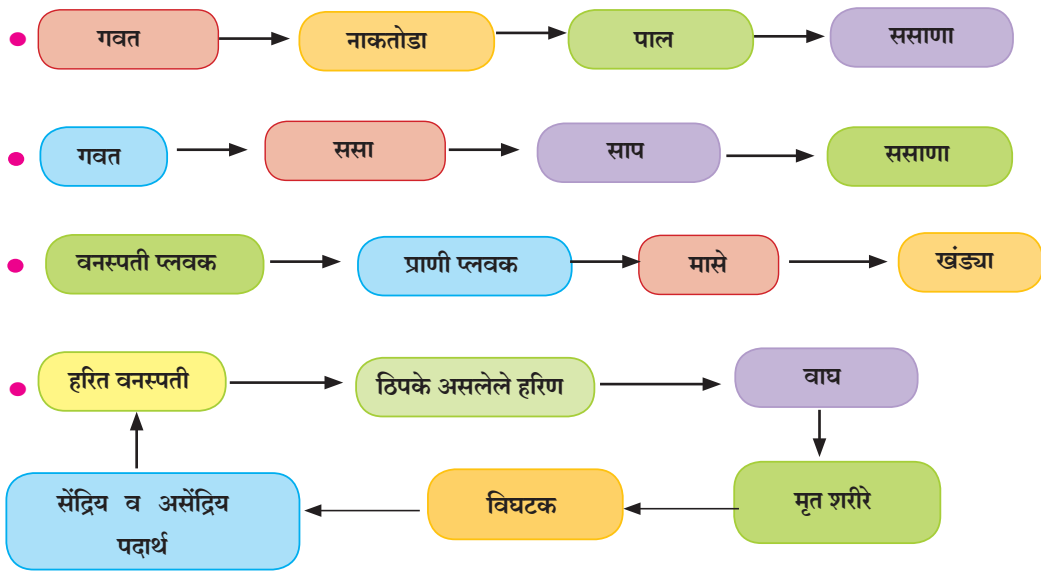 गवत नाकतोडा पाल ससाणा
गवत ससा साप ससाणा
वनस्पती प्लवक प्राणी प्लवक मासे खंड्या
हरित वनस्पती ठिपके असलेले हरिण वाघ
सेंद्रिय व असेंद्रिय
पदार्थ
विघटक
मृत शरीरे